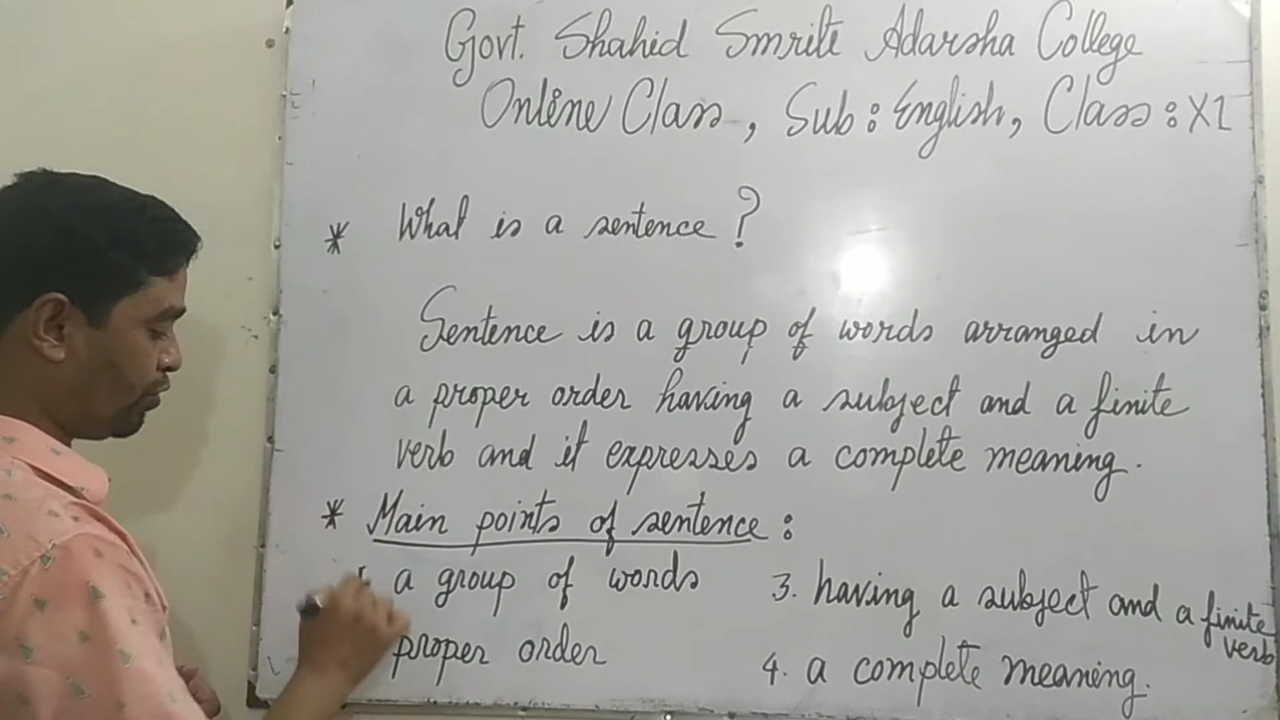 Govt. Shahid Smrite Adarsha College
Online Class, Sub : English, Class : XI
* What is a sentence ?
Sentence is a group of words arranged in
a proper order having a subject and a finite
verb and it expresses a complete meaning.
* Main points of sentence :
a group of words
proper order
3. having a subject and a finite
verb
4. a complete meaning.